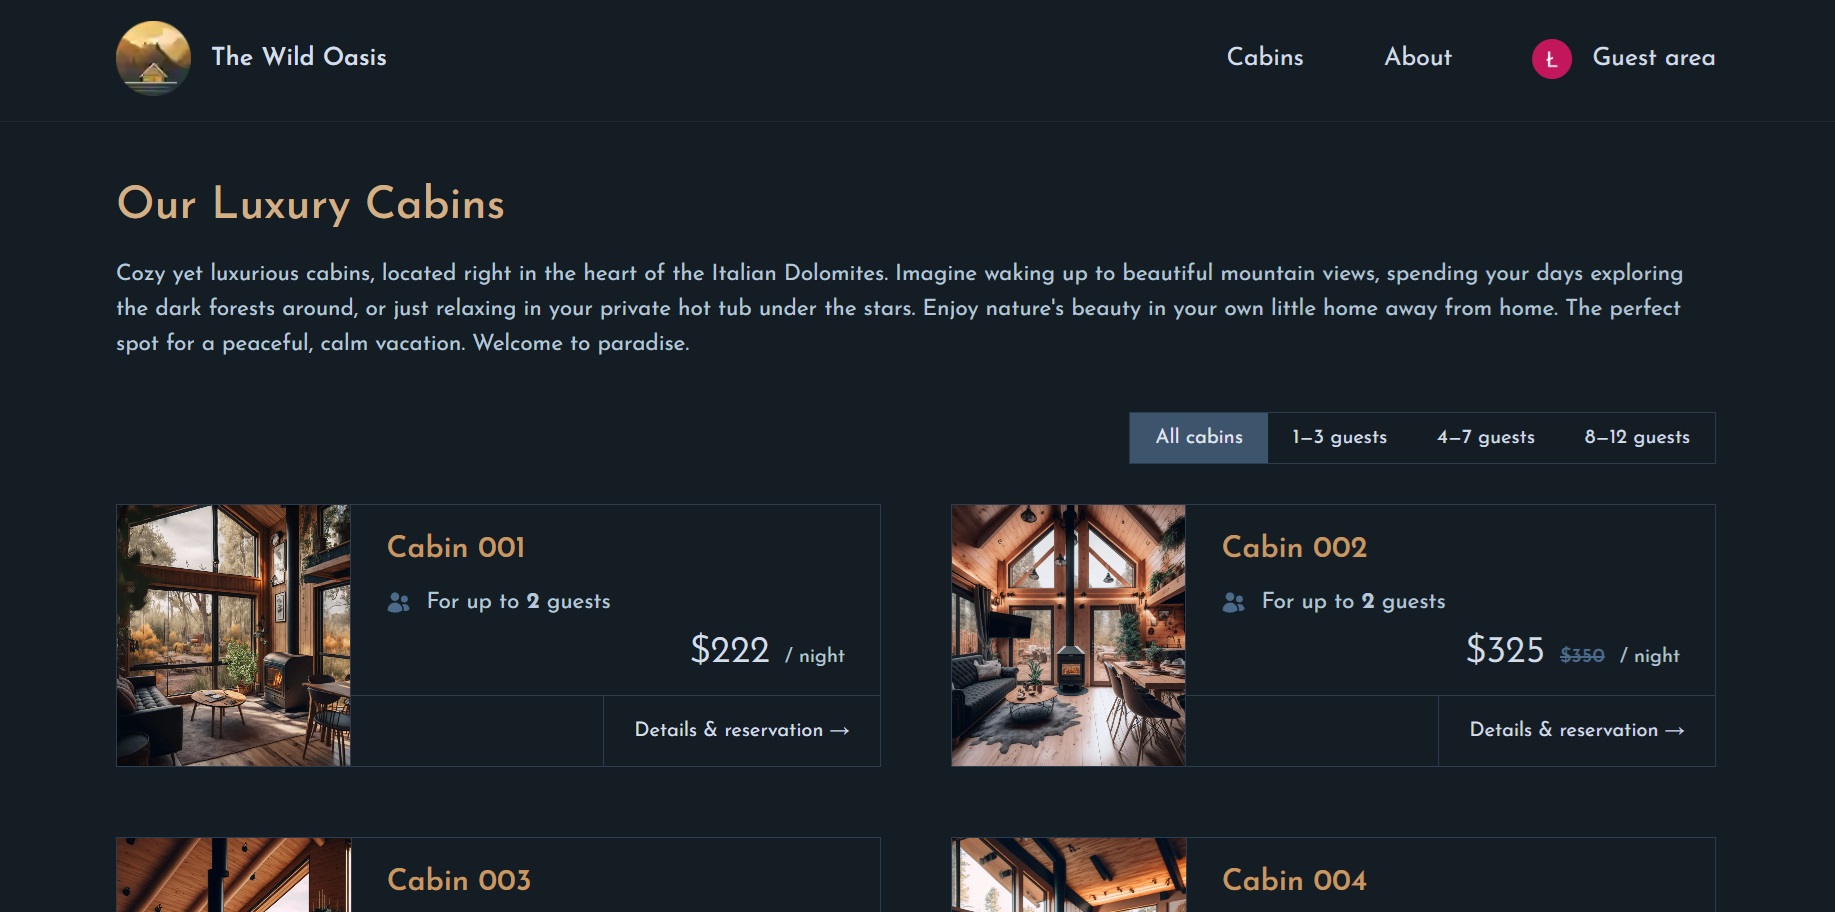 The Wild Oasis
Cabins
About
Ł
Guest area
Our Luxury Cabins
Cozy yet luxurious cabins, located right in the heart of the Italian Dolomites. Imagine waking up to beautiful mountain views, spending your days exploring
the dark forests around, or just relaxing in your private hot tub under the stars. Enjoy nature's beauty in your own little home away from home. The perfect
spot for a peaceful, calm vacation. Welcome to paradise.
All cabins
1—3 guests
4—7 guests
8—12 guests
Cabin 001
For up to 2 guests
$222 / night
Details & reservation →
Cabin 002
For up to 2 guests
$325 $350 / night
Details & reservation →
Cabin 003
Cabin 004